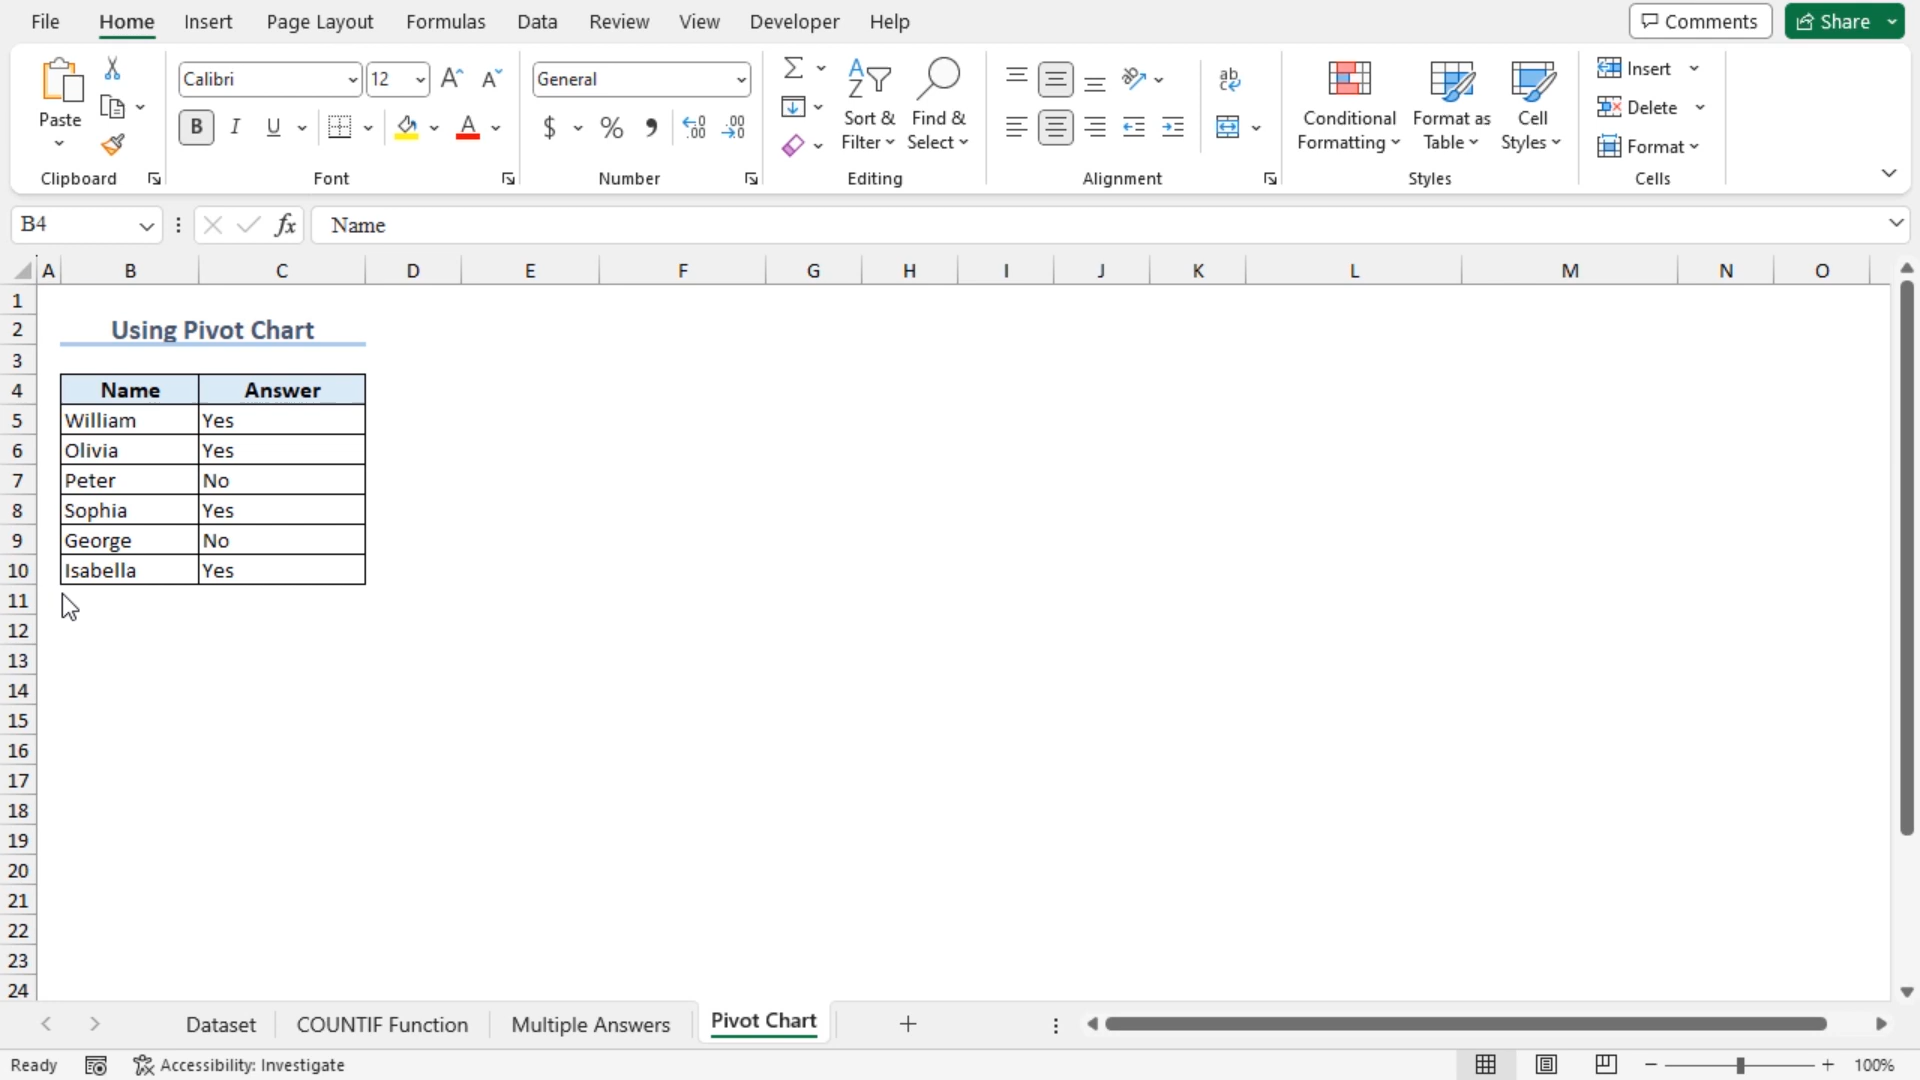 File Home Insert Page Layout Formulas Data Review View Developer Help Comments Share
Calibri 12 General
Paste
B I U $ % Sort & Filter Find & Select
ab
Conditional Formatting Format as Table Cell Styles
Insert
Delete
Format
Clipboard Font Number Editing Alignment Styles Cells
B4 fx Name
A B C D E F G H I J K L M N O
1
2 Using Pivot Chart
3
4 Name Answer
5 William Yes
6 Olivia Yes
7 Peter No
8 Sophia Yes
9 George No
10 Isabella Yes
11
12
13
14
15
16
17
18
19
20
21
22
23
24
Dataset COUNTIF Function Multiple Answers Pivot Chart
Ready Accessibility: Investigate 100%